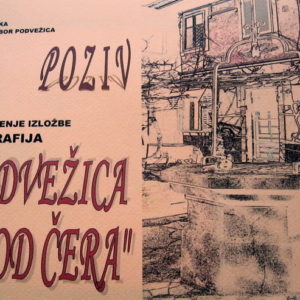 KA
BOR PODVEŽICA
POZIV
ENJE IZLOŽBE
RAFIJA
DVEŽICA
OD ČERA"